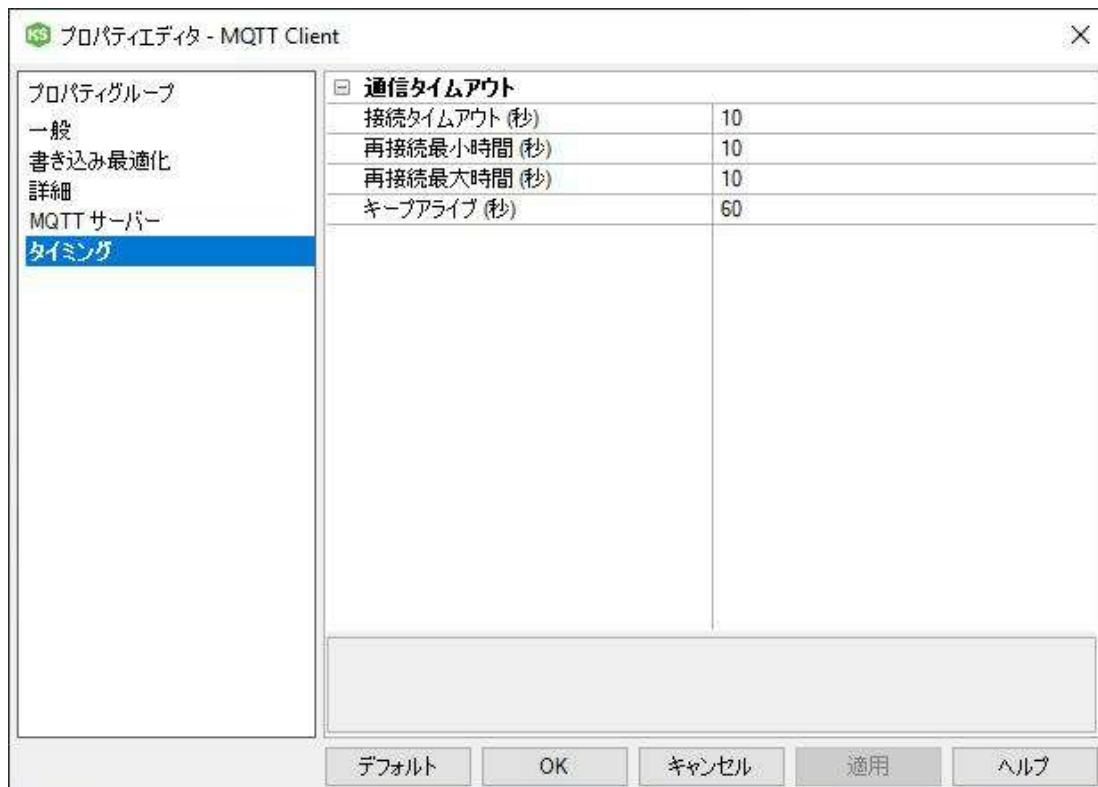 KS プロパティエディタ - MQTT Client
プロパティグループ
一般
書き込み最適化
詳細
MQTT サーバー
タイミング
通信タイムアウト
接続タイムアウト (秒) 10
再接続最小時間 (秒) 10
再接続最大時間 (秒) 10
キープアライブ (秒) 60
デフォルト OK キャンセル 適用 ヘルプ